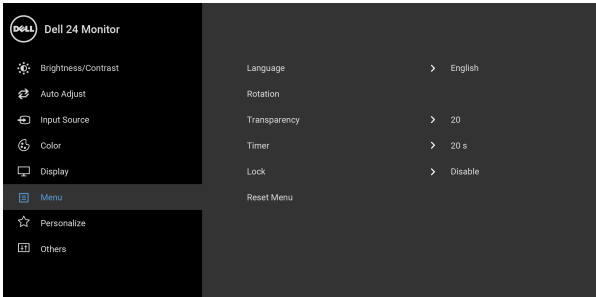 DELL Dell 24 Monitor
Brightness/Contrast
Auto Adjust
Input Source
Color
Display
Menu
Personalize
Others
Language English
Rotation
Transparency 20
Timer 20 s
Lock Disable
Reset Menu